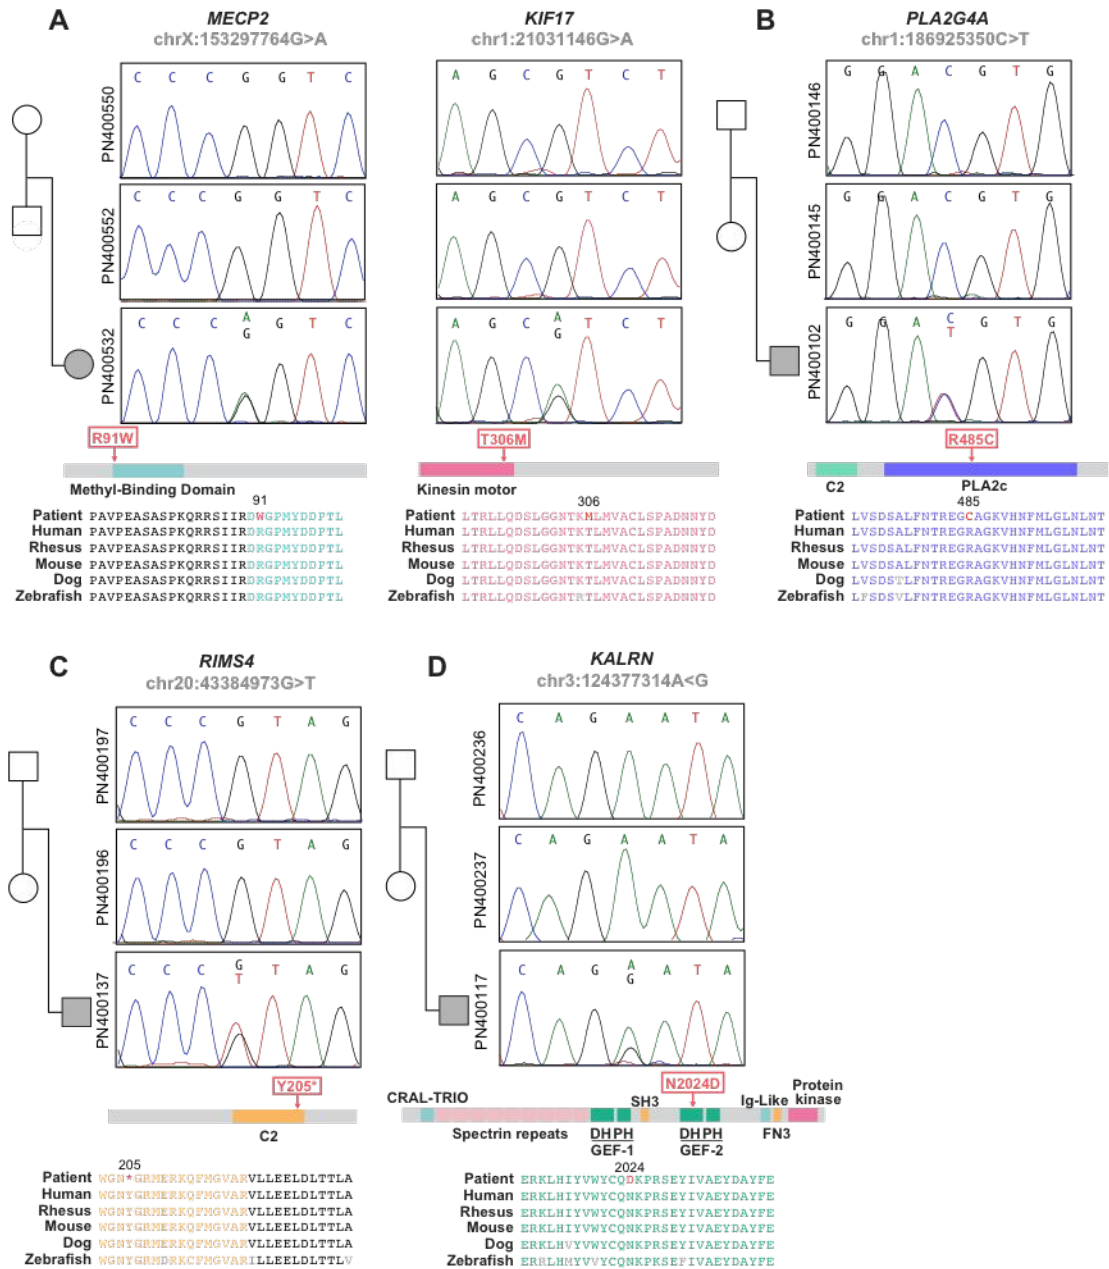 A
MECP2
chrX:153297764G>A
KIF17
chr1:21031146G>A
B
PLA2G4A
chr1:186925350C>T
PN400550
C C C G G T C
A G C G T C T
PN400146
G G A C G T G
PN400552
C C C G G T C
A G C G T C T
PN400145
G G A C G T G
PN400532
C C C A G T C
G
A G C A T C T
G
PN400102
G G A C G T G
T
R91W
T306M
R485C
Methyl-Binding Domain
Kinesin motor
C2
PLA2c
91
Patient PAVPEASASPKQRRSIIRDWGPMYDDPTL
Human PAVPEASASPKQRRSIIRDRGPMYDDPTL
Rhesus PAVPEASASPKQRRSIIRDRGPMYDDPTL
Mouse PAVPEASASPKQRRSIIRDRGPMYDDPTL
Dog PAVPEASASPKQRRSIIRDRGPMYDDPTL
Zebrafish PAVPEASASPKQRRSIIRDRGPMYDDPTL
306
Patient LTRLLQDSLGGNTKMLMVACLSPADNNYD
Human LTRLLQDSLGGNTKTLMVACLSPADNNYD
Rhesus LTRLLQDSLGGNTKTLMVACLSPADNNYD
Mouse LTRLLQDSLGGNTKTLMVACLSPADNNYD
Dog LTRLLQDSLGGNTKTLMVACLSPADNNYD
Zebrafish LTRLLQDSLGGNTRTLMVACLSPADNNYD
485
Patient LVSDSALFNTREGCAGKVHNFMLGLNLNT
Human LVSDSALFNTREGRAGKVHNFMLGLNLNT
Rhesus LVSDSALFNTREGRAGKVHNFMLGLNLNT
Mouse LVSDSALFNTREGRAGKVHNFMLGLNLNT
Dog LVSDSTLFNTREGRAGKVHNFMLGLNLNT
Zebrafish LFSDSVLFNTREGRAGKVHNFMLGLNLNT
C
RIMS4
chr20:43384973G>T
D
KALRN
chr3:124377314A<G
PN400197
C C C G T A G
PN400236
C A G A A T A
PN400196
C C C G T A G
PN400237
C A G A A T A
PN400137
C C C G T A G
T
PN400117
C A G A A T A
G
Y205*
C2
N2024D
CRAL-TRIO
SH3
Ig-Like
Protein
kinase
Spectrin repeats
DH PH
GEF-1
DH PH
GEF-2
FN3
205
Patient WGN*GRMERKQFMGVARVLLEELDLTTLA
Human WGNYGRMERKQFMGVARVLLEELDLTTLA
Rhesus WGNYGRMERKQFMGVARVLLEELDLTTLA
Mouse WGNYGRMERKQFMGVARVLLEELDLTTLA
Dog WGNYGRMERKQFMGVARVLLEELDLTTLA
Zebrafish WGNYGRMDRKCFMGVARILLEELDLTTLV
2024
Patient ERKLHIYVWYCQDKPRSEYIVAEYDAYFE
Human ERKLHIYVWYCQNKPRSEYIVAEYDAYFE
Rhesus ERKLHIYVWYCQNKPRSEYIVAEYDAYFE
Mouse ERKLHIYVWYCQNKPRSEYIVAEYDAYFE
Dog ERKLHVYVWYCQNKPRSEYIVAEYDAYFE
Zebrafish ERRLHMYVVYCQNKPRSEFIVAEYDAYFE